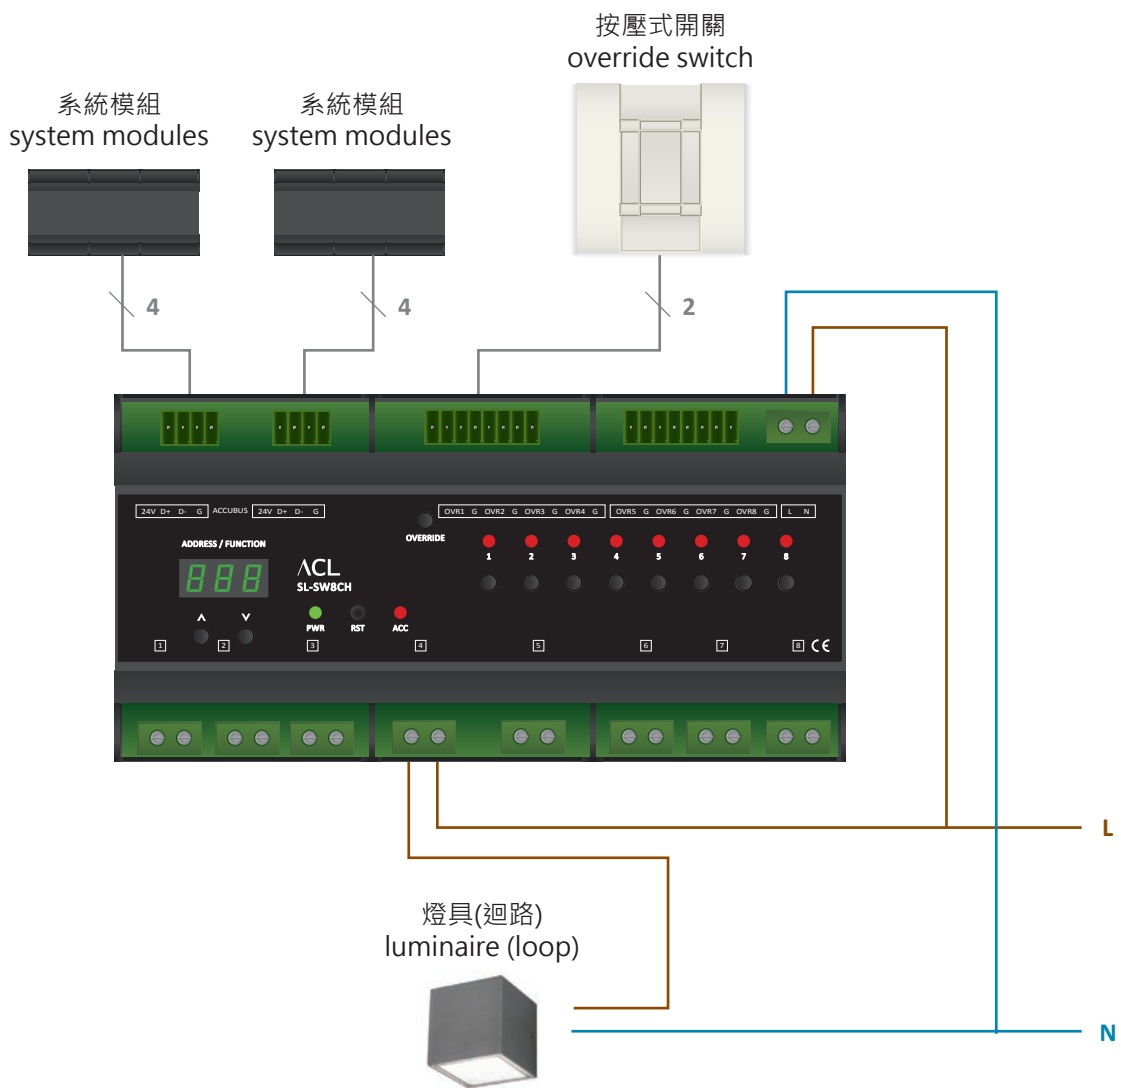 按壓式開關
override switch
系統模組
system modules
系統模組
system modules
4
4
2
24V D+ D- G ACCUBUS 24V D+ D- G
OVR1 G OVR2 G OVR3 G OVR4 G
OVR5 G OVR6 G OVR7 G OVR8 G
L N
ADDRESS / FUNCTION
888
OVERRIDE
1 2 3 4 5 6 7 8
ACL
SL-SW8CH
PWR RST ACC
1 2 3 4 5 6 7 8 CE
L
燈具(迴路)
luminaire (loop)
N